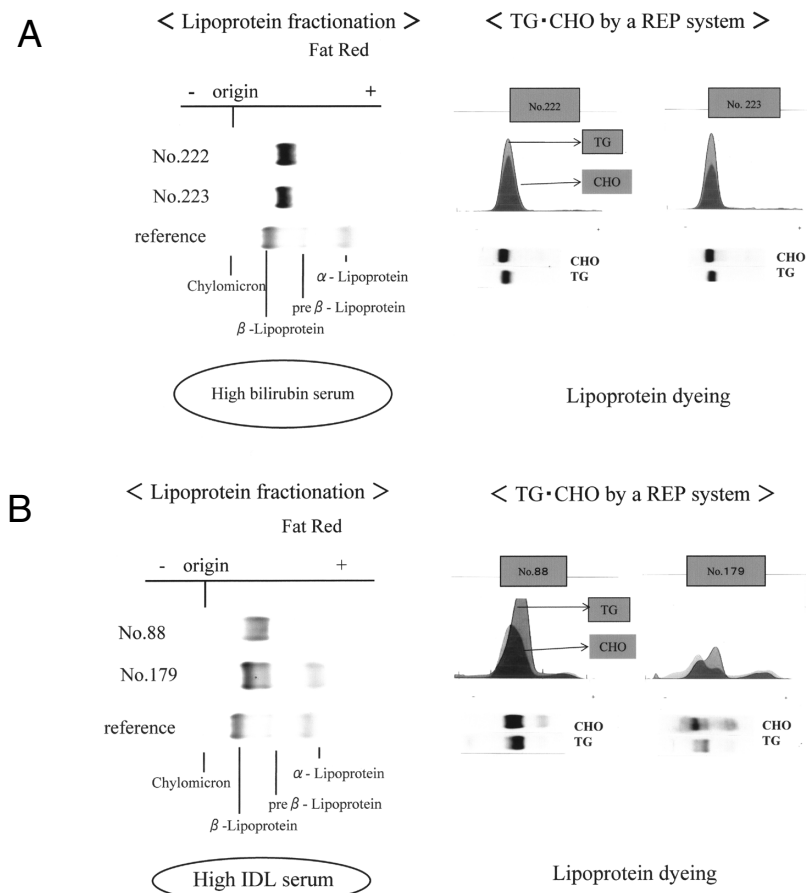 A
< Lipoprotein fractionation >
Fat Red
- origin +
No.222
No.223
reference
Chylomicron
α- Lipoprotein
pre β - Lipoprotein
β -Lipoprotein
High bilirubin serum
< TG・CHO by a REP system >
No.222
No. 223
TG
CHO
CHO
TG
CHO
TG
Lipoprotein dyeing
B
< Lipoprotein fractionation >
Fat Red
- origin +
No.88
No.179
reference
Chylomicron
α- Lipoprotein
pre β - Lipoprotein
β -Lipoprotein
High IDL serum
< TG・CHO by a REP system >
No.88
No.179
TG
CHO
CHO
TG
CHO
TG
Lipoprotein dyeing